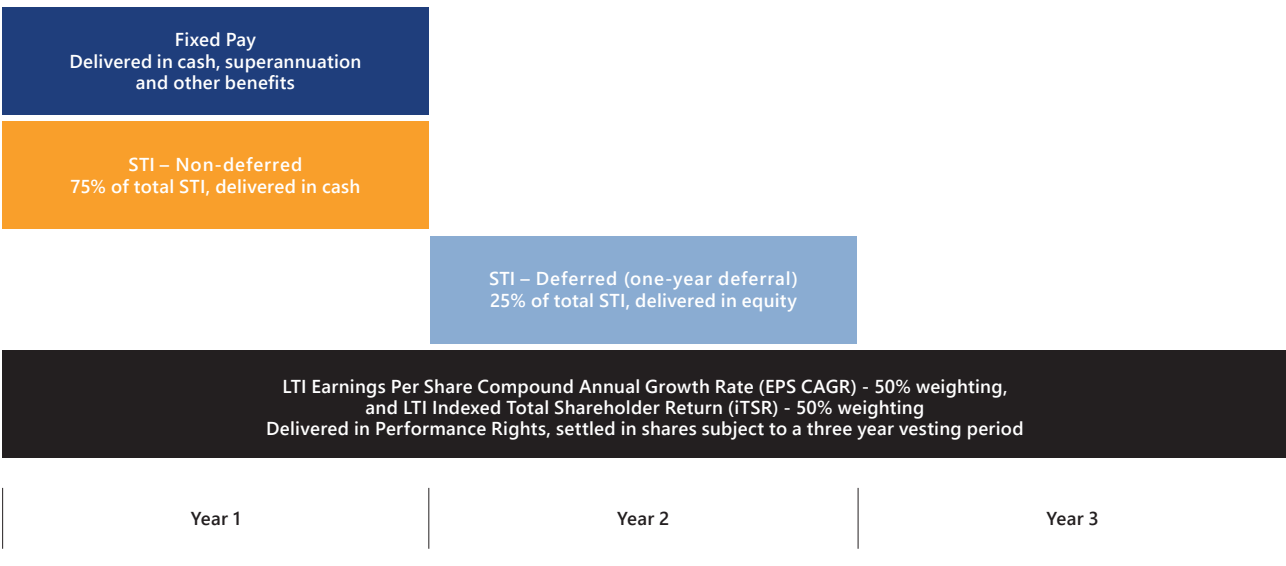 Fixed Pay
Delivered in cash, superannuation
and other benefits
STI – Non-deferred
75% of total STI, delivered in cash
STI – Deferred (one-year deferral)
25% of total STI, delivered in equity
LTI Earnings Per Share Compound Annual Growth Rate (EPS CAGR) - 50% weighting,
and LTI Indexed Total Shareholder Return (iTSR) - 50% weighting
Delivered in Performance Rights, settled in shares subject to a three year vesting period
Year 1
Year 2
Year 3